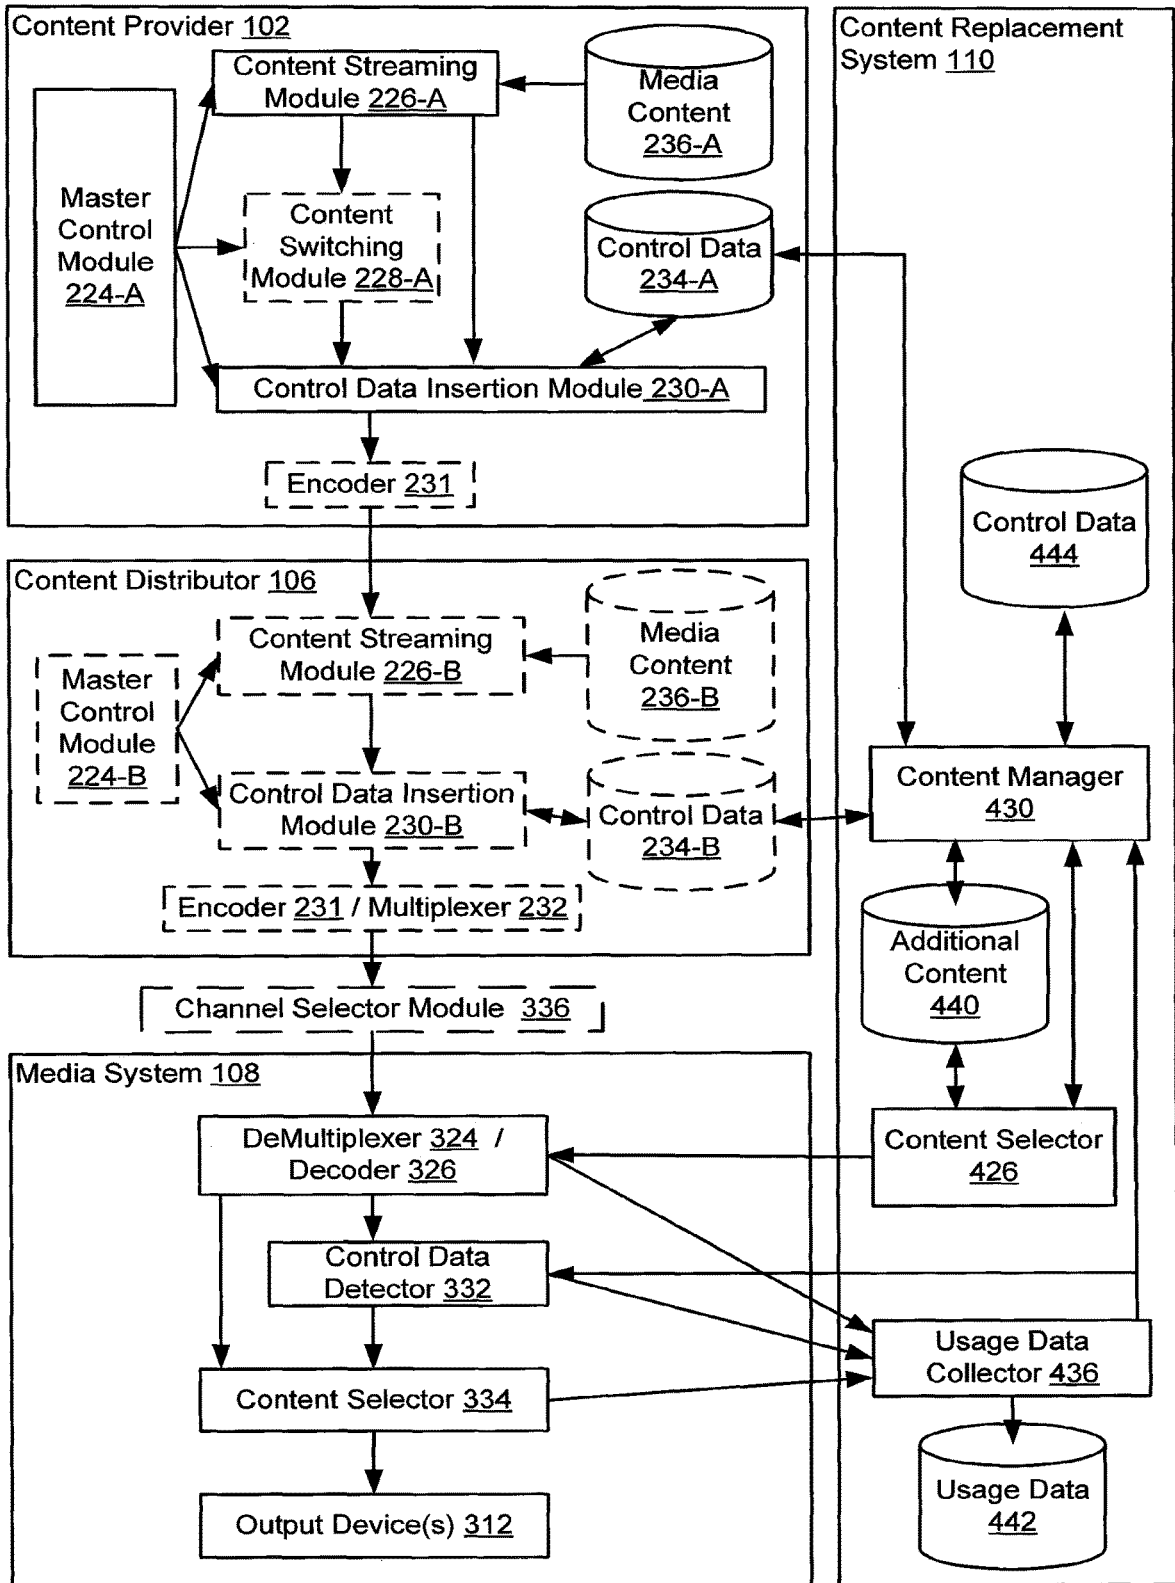 Content Provider 102
Content Streaming
Module 226-A
Media
Content
236-A
Master
Control
Module
224-A
Content
Switching
Module 228-A
Control Data
234-A
Control Data Insertion Module 230-A
Encoder 231
Content Distributor 106
Content Streaming
Module 226-B
Media
Content
236-B
Master
Control
Module
224-B
Control Data Insertion
Module 230-B
Control Data
234-B
Encoder 231 / Multiplexer 232
Channel Selector Module 336
Media System 108
DeMultiplexer 324 /
Decoder 326
Control Data
Detector 332
Content Selector 334
Output Device(s) 312
Content Replacement
System 110
Control Data
444
Content Manager
430
Additional
Content
440
Content Selector
426
Usage Data
Collector 436
Usage Data
442